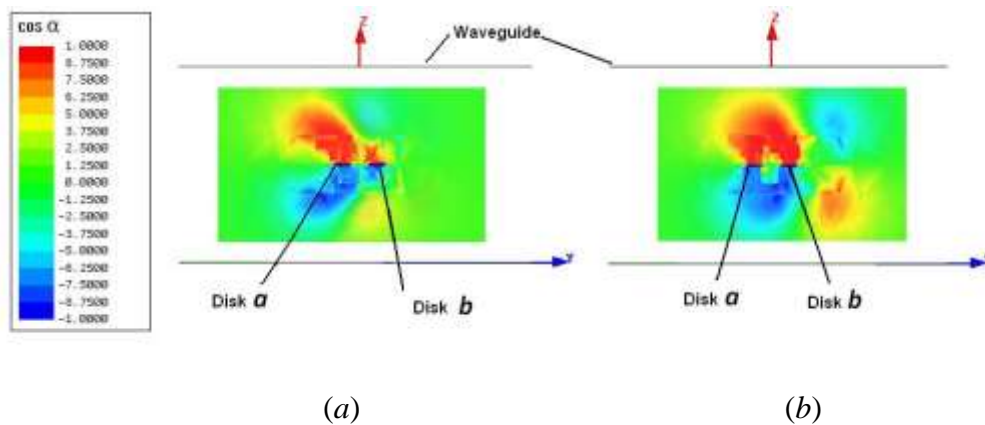 cos α
1.0000
8.7500
7.5000
6.2500
5.0000
3.7500
2.5000
1.2500
0.0000
-1.2500
-2.5000
-3.7500
-5.0000
-6.2500
-7.5000
-8.7500
-1.0000
Z
Waveguide
Z
Disk a
Disk b
Disk a
Disk b
(a)
(b)